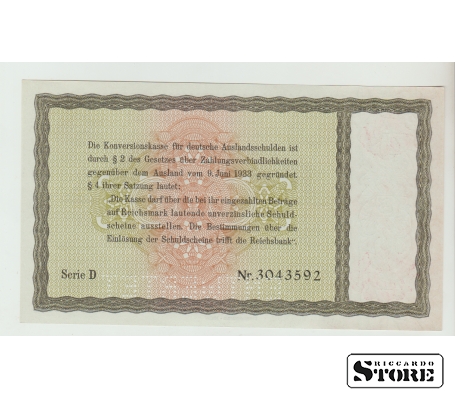 Die Konversionskasse für deutsche Auslandsschulden ist
durch § 2 des Gesetzes über Zahlungsverbindlichkeiten
gegenüber dem Ausland vom 9. Juni 1933 gegründet
§ 4 ihrer Satzung lautet:
„Die Kasse darf über die bei ihr eingezahlten Beträge
auf Reichsmark lautende unverzinsliche Schuld-
scheine ausstellen. Die Bestimmungen über die
Einlösung der Schuldscheine trifft die Reichsbank“.
Serie D
Nr. 3043592
RICCARDO
STORE